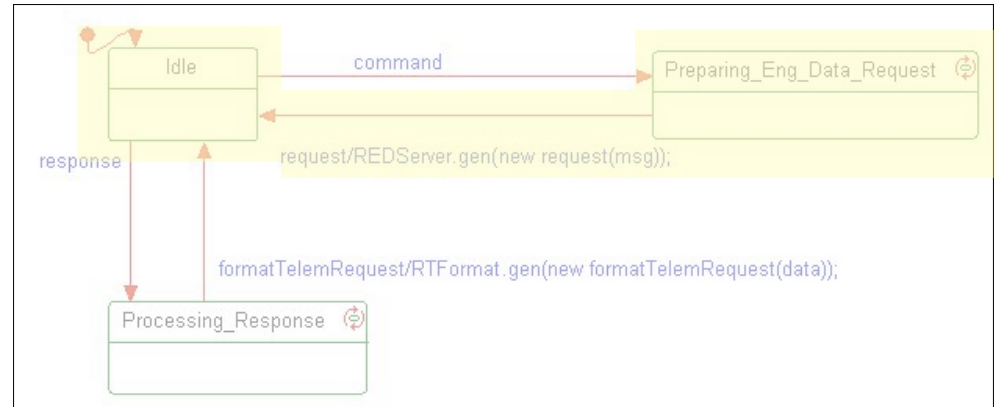 Idle
command
Preparing_Eng_Data_Request
response
request/REDServer.gen(new request(msg));
formatTelemRequest/RTFormat.gen(new formatTelemRequest(data));
Processing_Response